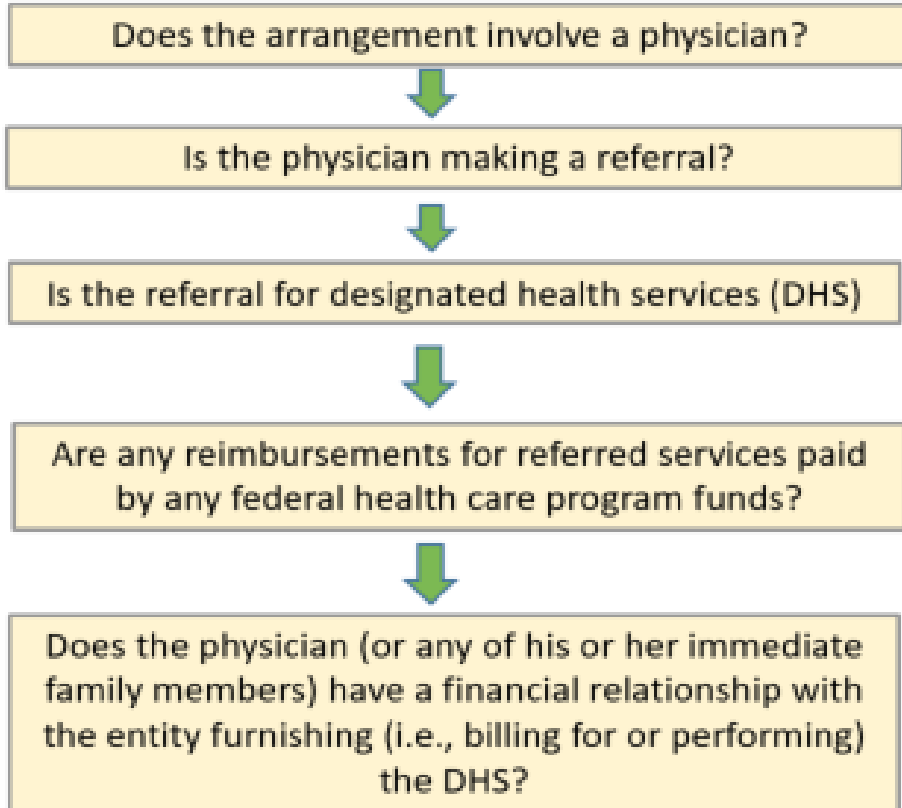 Does the arrangement involve a physician?
Is the physician making a referral?
Is the referral for designated health services (DHS)
Are any reimbursements for referred services paid
by any federal health care program funds?
Does the physician (or any of his or her immediate
family members) have a financial relationship with
the entity furnishing (i.e., billing for or performing)
the DHS?